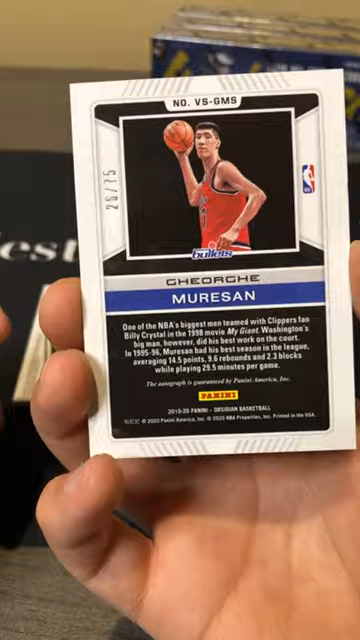 NO. VS-GMS
26/75
bullets
GHEORGHE
MURESAN
One of the NBA's biggest men teamed with Clippers fan
Billy Crystal in the 1998 movie My Giant. Washington's
big man, however, did his best work on the court.
In 1995-96, Muresan had his best season in the league,
averaging 14.5 points, 9.6 rebounds and 2.3 blocks
while playing 29.5 minutes per game.
The autograph is guaranteed by Panini America, Inc.
PANINI
2019-20 PANINI - OBSIDIAN BASKETBALL
© 2020 Panini America, Inc. © 2020 NBA Properties, Inc. Printed in the USA.